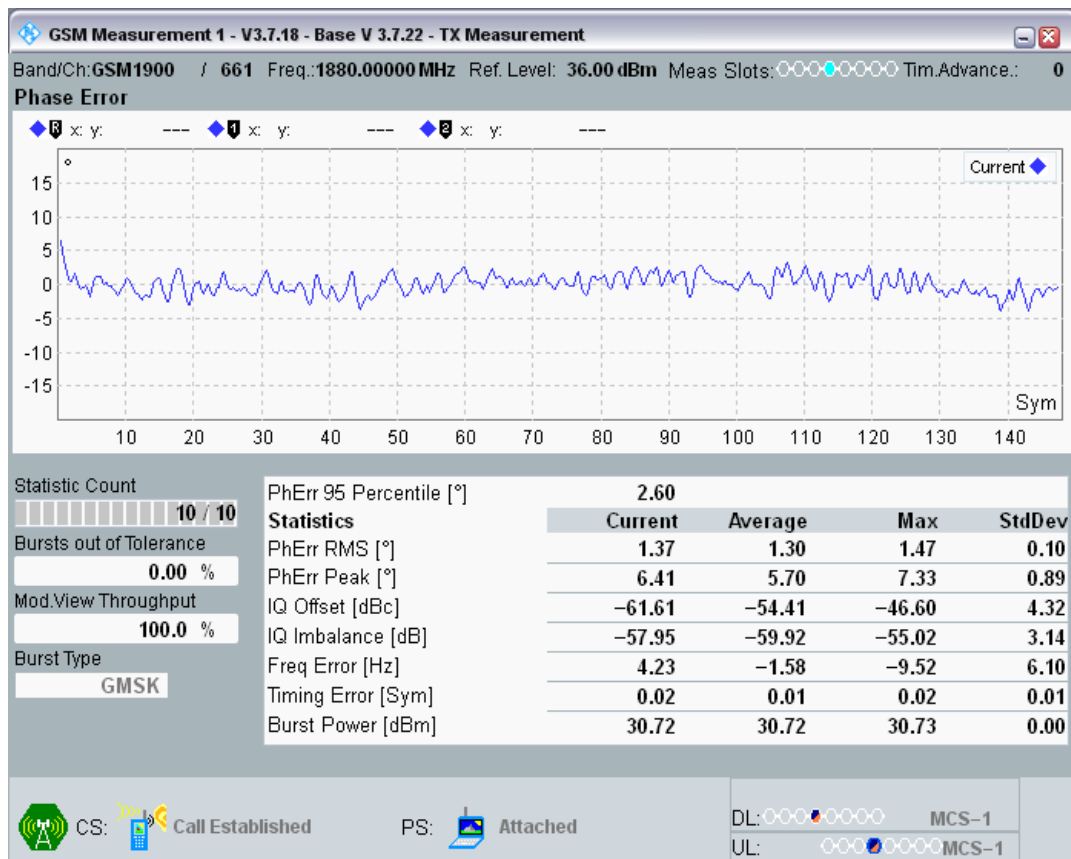 GSM Measurement 1 - V3.7.18 - Base V 3.7.22 - TX Measurement
Band/Ch:GSM1900 / 661 Freq.:1880.00000 MHz Ref. Level: 36.00 dBm Meas Slots: Tim.Advance.: 0
Phase Error
R x: y: --- 1 x: y: --- 2 x: y: ---
°
Current
15
10
5
0
-5
-10
-15
Sym
10 20 30 40 50 60 70 80 90 100 110 120 130 140
Statistic Count
10 / 10
Bursts out of Tolerance
0.00 %
Mod.View Throughput
100.0 %
Burst Type
GMSK
PhErr 95 Percentile [°] 2.60
Statistics Current Average Max StdDev
PhErr RMS [°] 1.37 1.30 1.47 0.10
PhErr Peak [°] 6.41 5.70 7.33 0.89
IQ Offset [dBc] −61.61 −54.41 −46.60 4.32
IQ Imbalance [dB] −57.95 −59.92 −55.02 3.14
Freq Error [Hz] 4.23 −1.58 −9.52 6.10
Timing Error [Sym] 0.02 0.01 0.02 0.01
Burst Power [dBm] 30.72 30.72 30.73 0.00
CS: Call Established PS: Attached
DL: MCS−1
UL: MCS−1